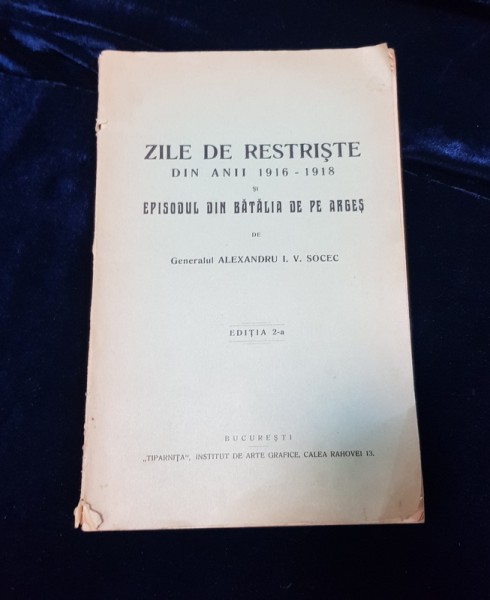 ZILE DE RESTRIŞTE
DIN ANII 1916 - 1918
ŞI
EPISODUL DIN BĂTĂLIA DE PE ARGEŞ
DE
Generalul ALEXANDRU I. V. SOCEC
EDIŢIA 2-a
BUCUREŞTI
„TIPARNIŢA“, INSTITUT DE ARTE GRAFICE, CALEA RAHOVEI 13.